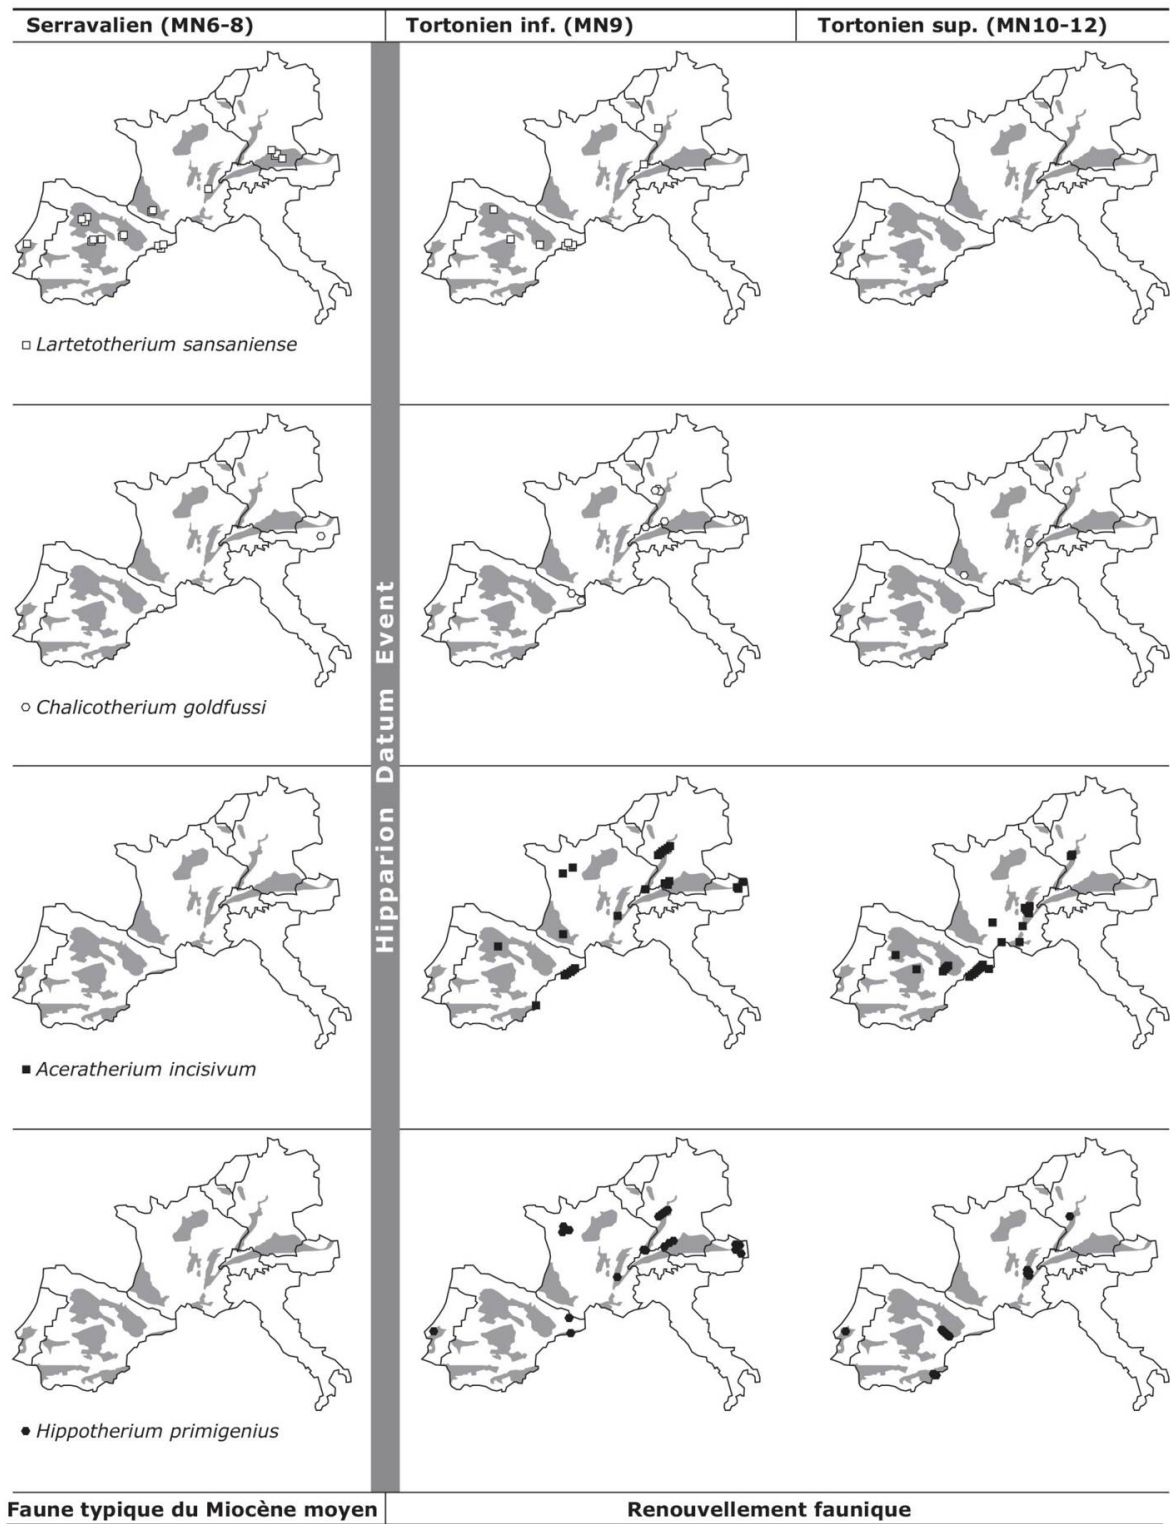 Serravalien (MN6-8)
Tortonien inf. (MN9)
Tortonien sup. (MN10-12)
Lartetotherium sansaniense
Chalicotherium goldfussi
Hipparion Datum Event
Aceratherium incisivum
Hippotherium primigenius
Faune typique du Miocène moyen
Renouvellement faunique